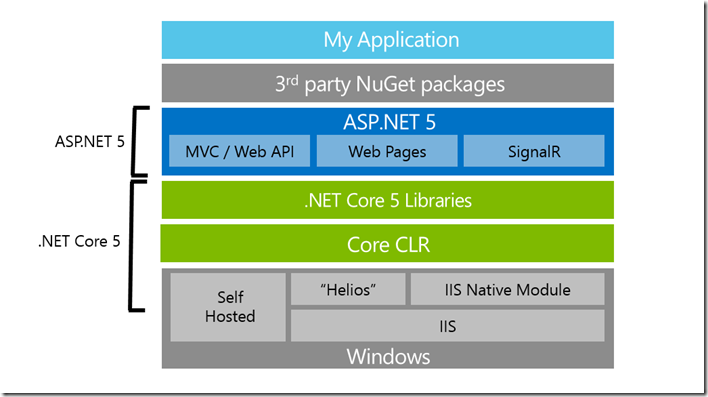 My Application
3rd party NuGet packages
ASP.NET 5
ASP.NET 5
MVC / Web API
Web Pages
SignalR
.NET Core 5
.NET Core 5 Libraries
Core CLR
Self
Hosted
“Helios”
IIS Native Module
IIS
Windows